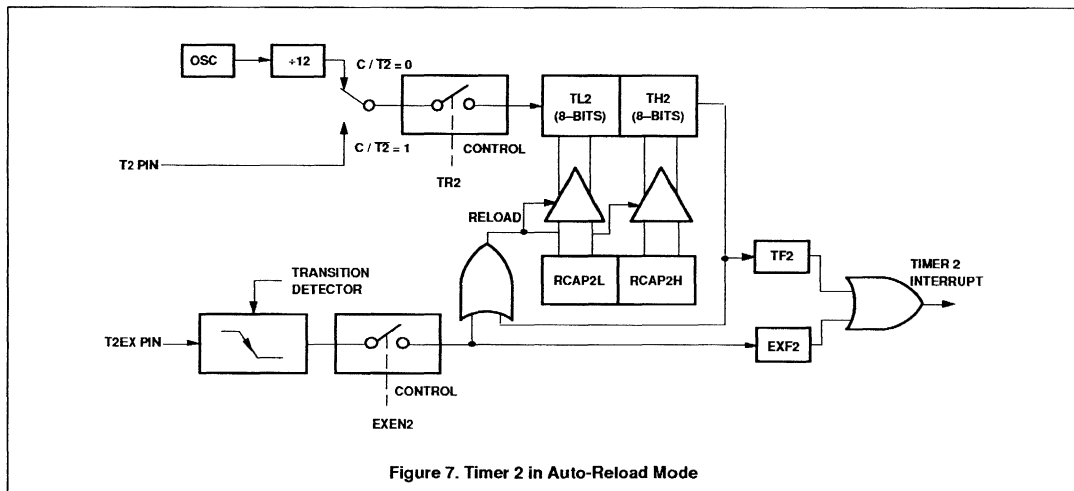 OSC
÷12
C / T2̅ = 0
TL2
(8–BITS)
TH2
(8–BITS)
T2 PIN
C / T2̅ = 1
CONTROL
TR2
RELOAD
TRANSITION
DETECTOR
RCAP2L
RCAP2H
TF2
TIMER 2
INTERRUPT
T2EX PIN
EXF2
CONTROL
EXEN2
Figure 7. Timer 2 in Auto-Reload Mode